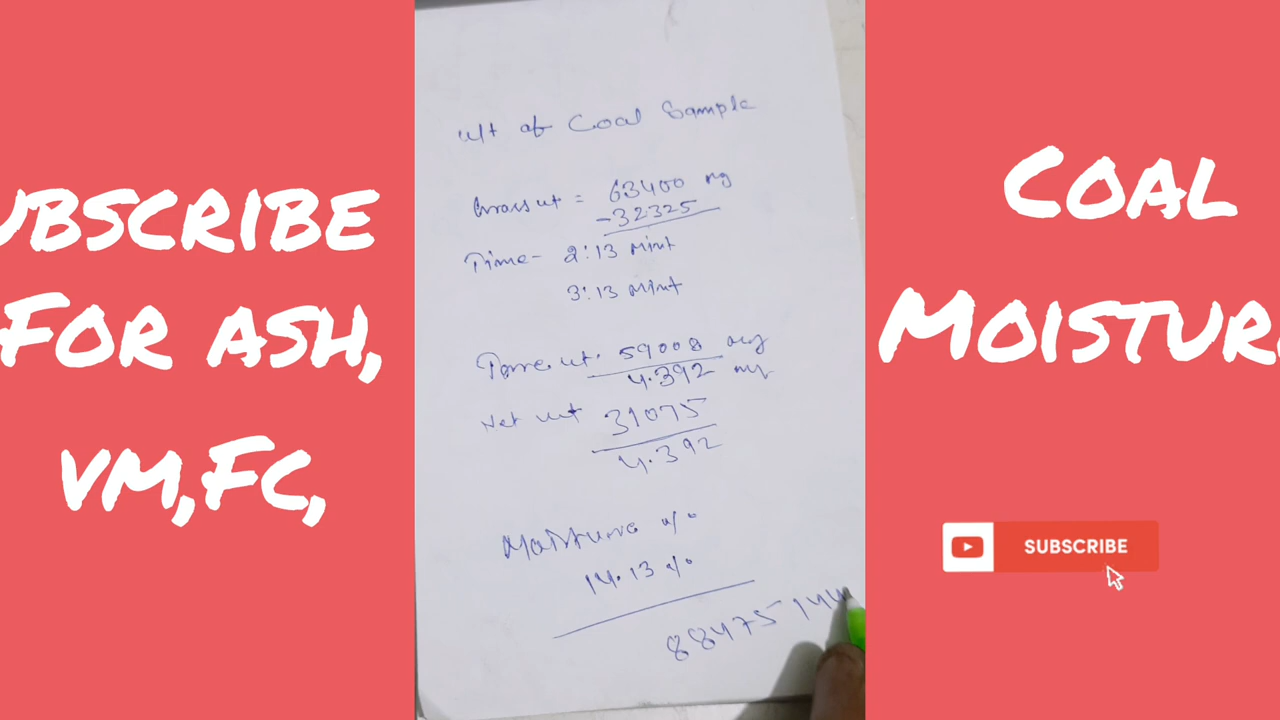 UBSCRIBE
FOR ASH,
VM,FC,
wt of Coal Sample
Gross wt = 63400 mg
-32325
Time- 2:13 Mint
3:13 Mint
Tare wt. 59008 mg
4.392 mg
Net wt 31075
4.392
Moisture %
14.13 %
88475144
COAL
MOISTUR
SUBSCRIBE